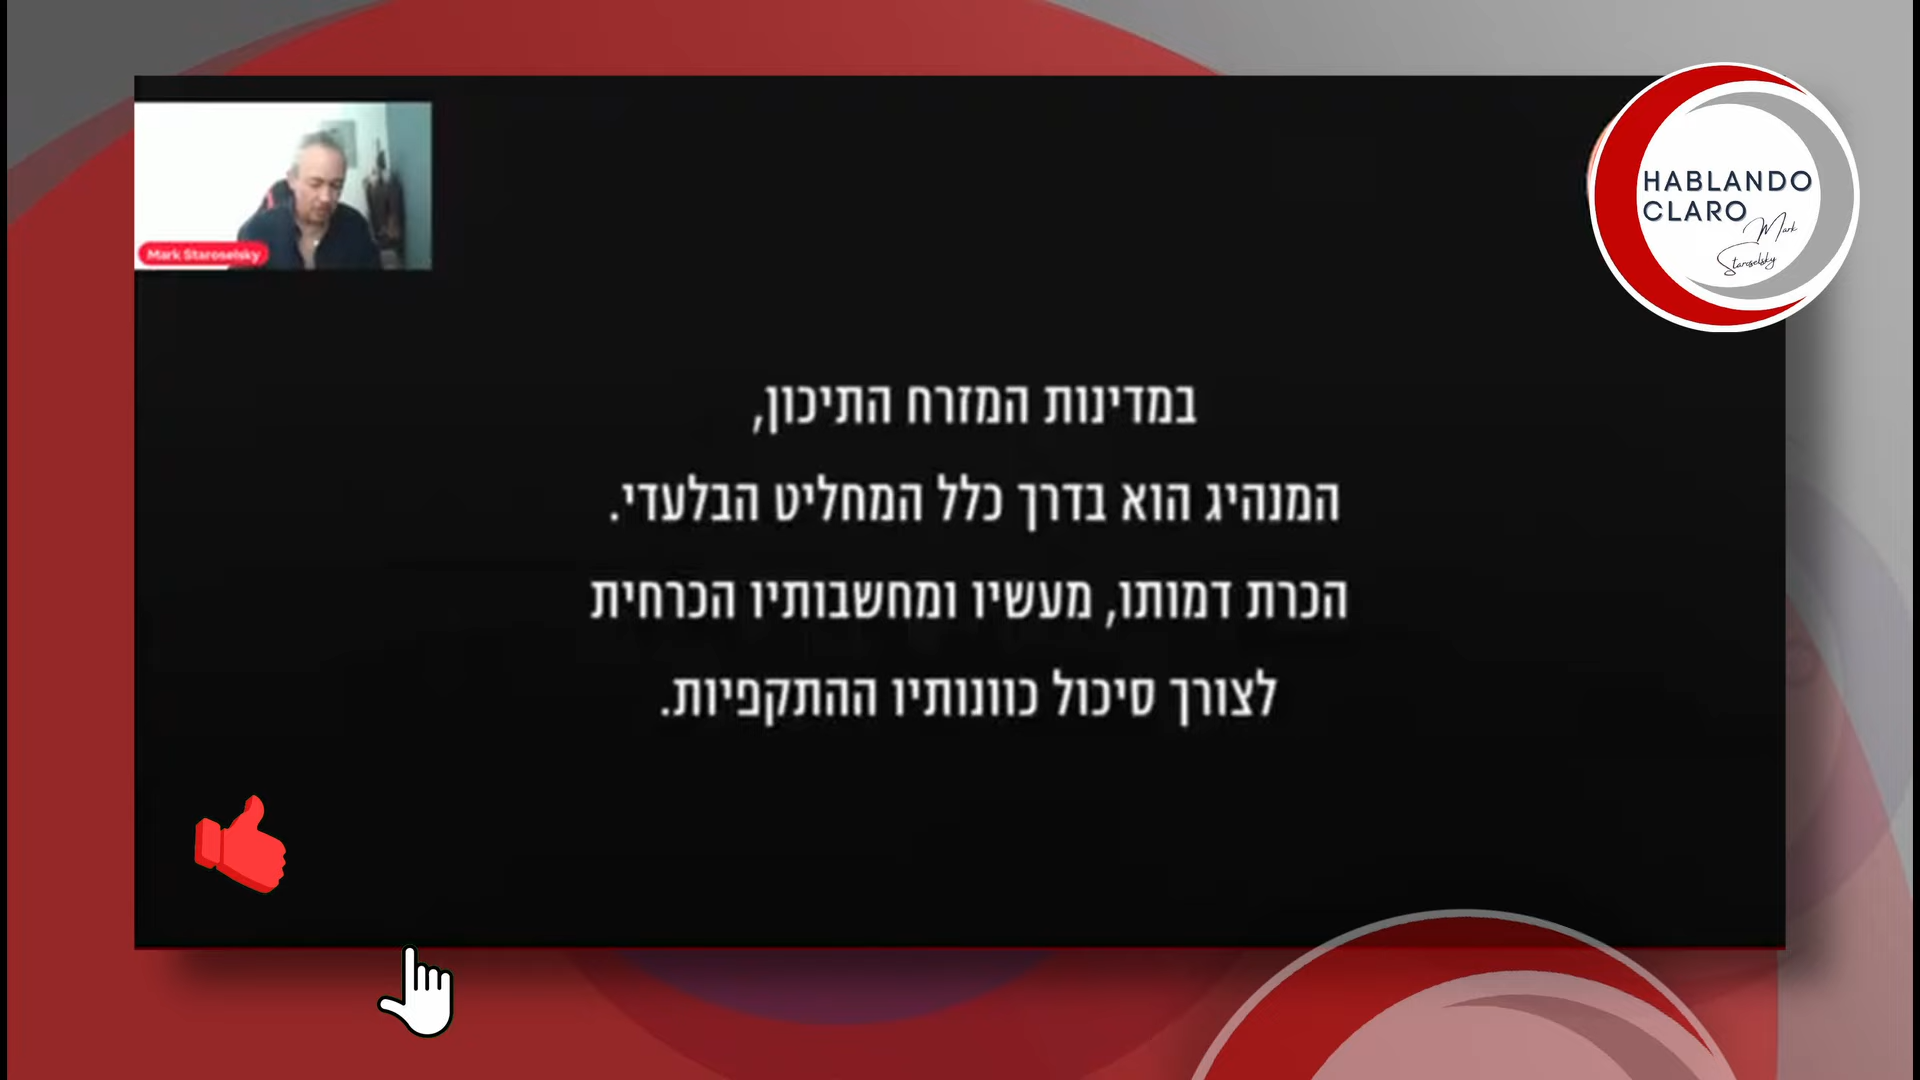 Mark Staroselsky
HABLANDO
CLARO
Mark
Staroselsky
במדינות המזרח התיכון,
המנהיג הוא בדרך כלל המחליט הבלעדי.
הכרת דמותו, מעשיו ומחשבותיו הכרחית
לצורך סיכול כוונותיו ההתקפיות.